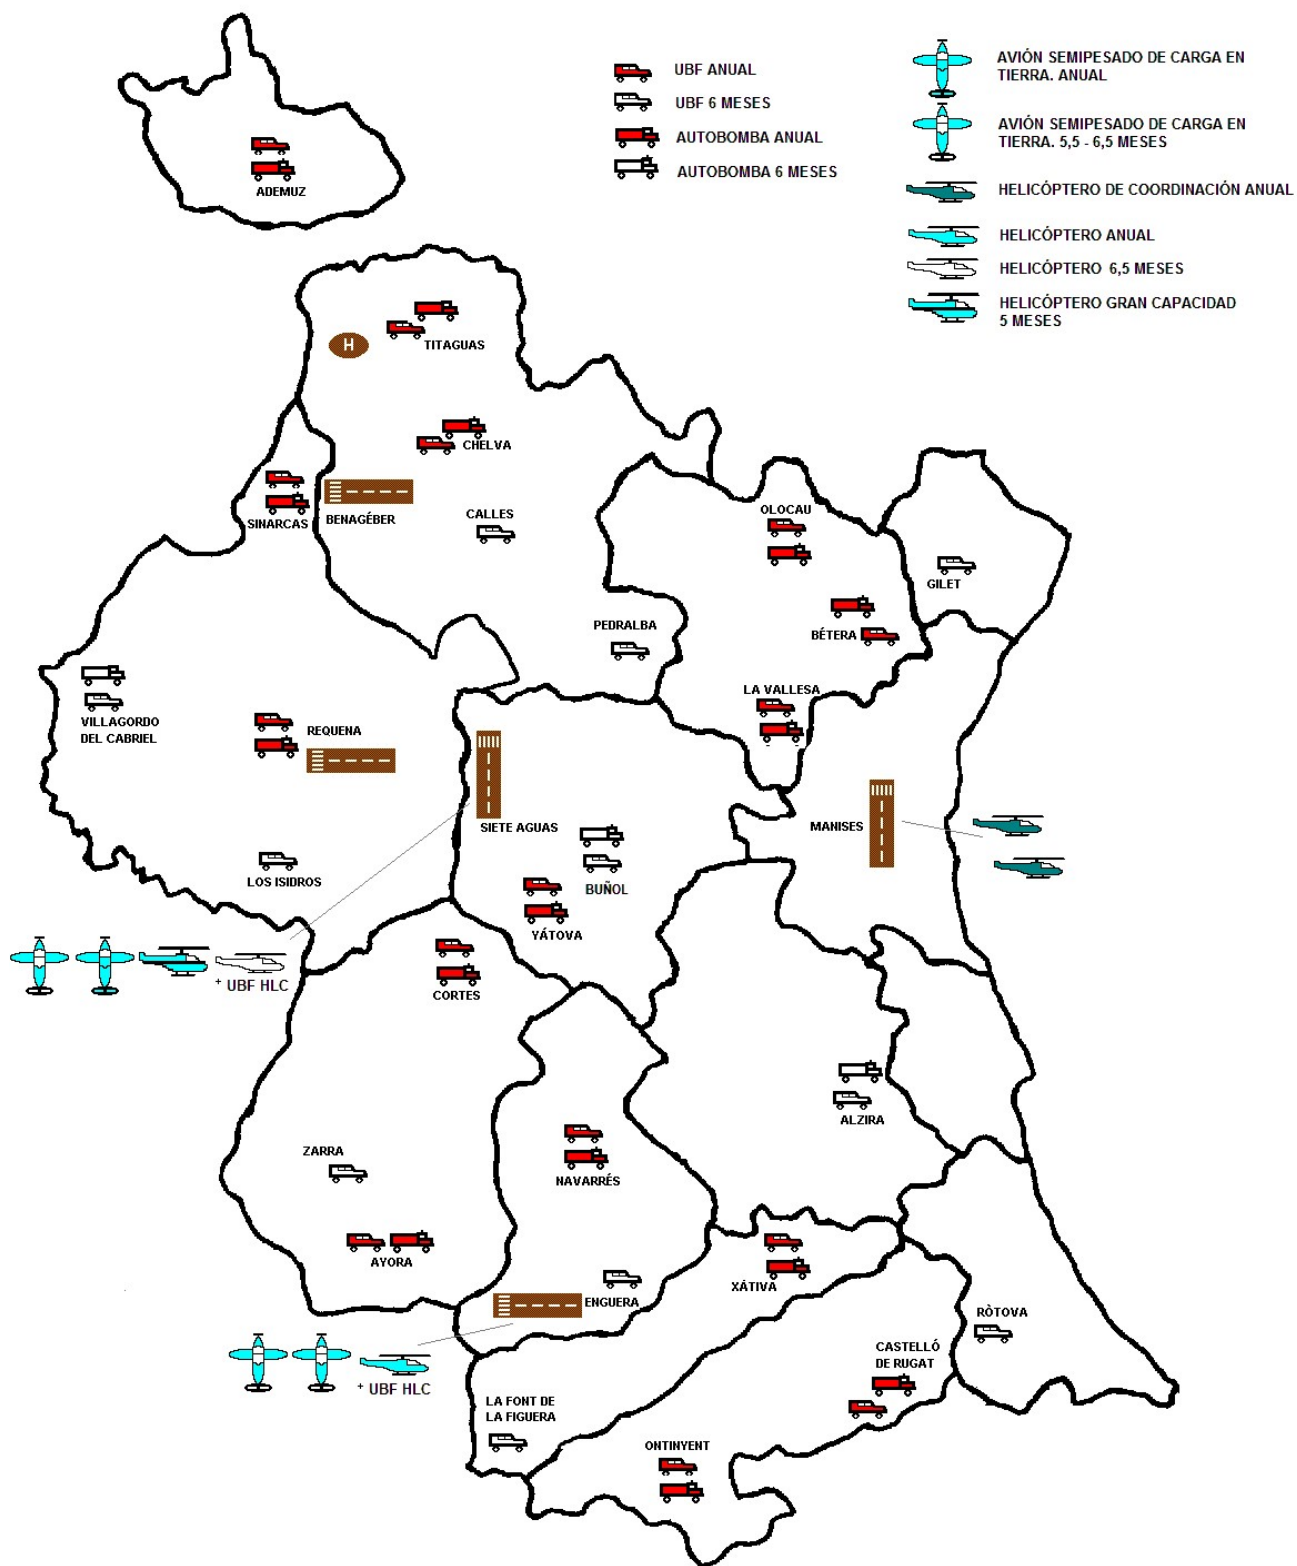 UBF ANUAL
UBF 6 MESES
AUTOBOMBA ANUAL
AUTOBOMBA 6 MESES
AVIÓN SEMIPESADO DE CARGA EN
TIERRA. ANUAL
AVIÓN SEMIPESADO DE CARGA EN
TIERRA. 5,5 - 6,5 MESES
HELICÓPTERO DE COORDINACIÓN ANUAL
HELICÓPTERO ANUAL
HELICÓPTERO 6,5 MESES
HELICÓPTERO GRAN CAPACIDAD
5 MESES
ADEMUZ
H
TITAGUAS
CHELVA
SINARCAS
BENAGÉBER
CALLES
OLOCAU
GILET
PEDRALBA
BÉTERA
VILLAGORDO
DEL CABRIEL
REQUENA
LA VALLESA
SIETE AGUAS
MANISES
LOS ISIDROS
BUÑOL
YÁTOVA
+ UBF HLC
CORTES
ALZIRA
ZARRA
NAVARRÉS
AYORA
ENGUERA
XÁTIVA
RÒTOVA
CASTELLÓ
DE RUGAT
+ UBF HLC
LA FONT DE
LA FIGUERA
ONTINYENT